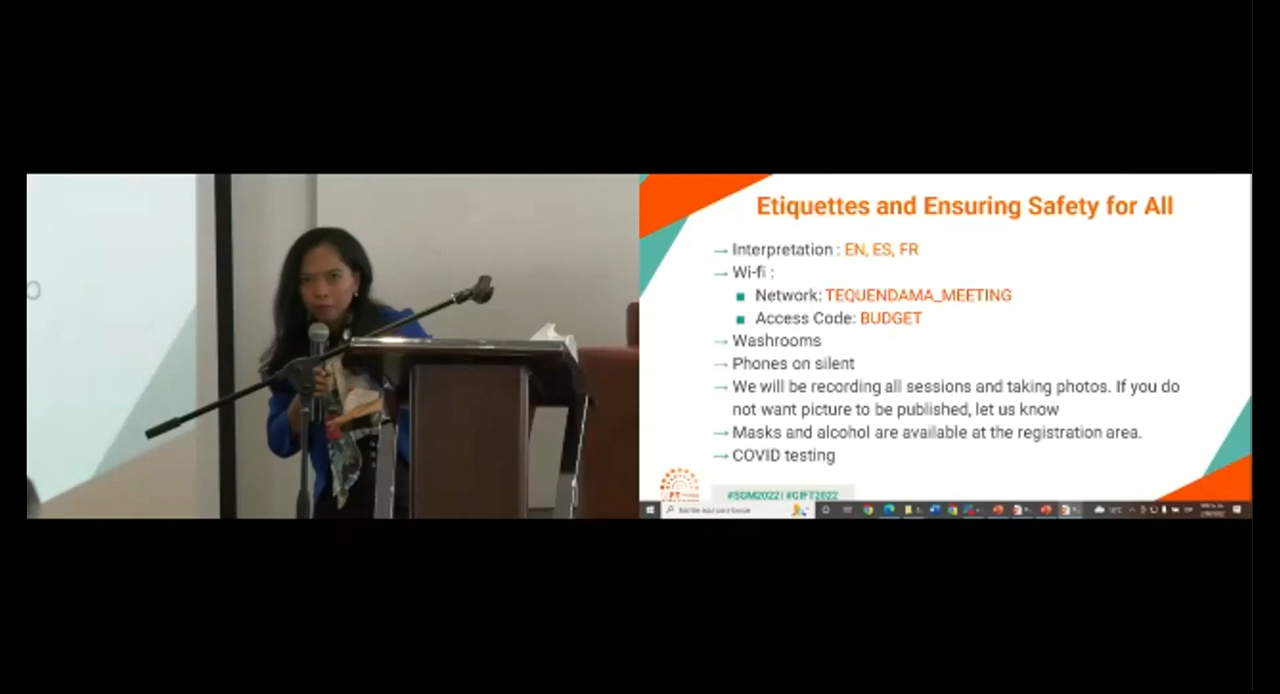 Etiquettes and Ensuring Safety for All
→ Interpretation : EN, ES, FR
→ Wi-fi :
■ Network: TEQUENDAMA_MEETING
■ Access Code: BUDGET
→ Washrooms
→ Phones on silent
→ We will be recording all sessions and taking photos. If you do
not want picture to be published, let us know
→ Masks and alcohol are available at the registration area.
→ COVID testing
#SGM2022| #GIFT2022